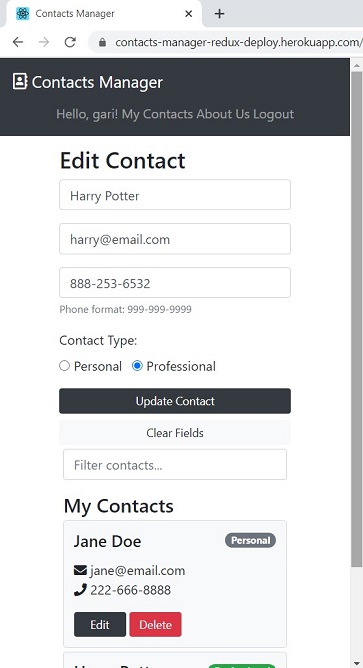 Contacts Manager
contacts-manager-redux-deploy.herokuapp.com/
Contacts Manager
Hello, gari! My Contacts About Us Logout
Edit Contact
Harry Potter
harry@email.com
888-253-6532
Phone format: 999-999-9999
Contact Type:
Personal Professional
Update Contact
Clear Fields
Filter contacts...
My Contacts
Jane Doe Personal
jane@email.com
222-666-8888
Edit Delete